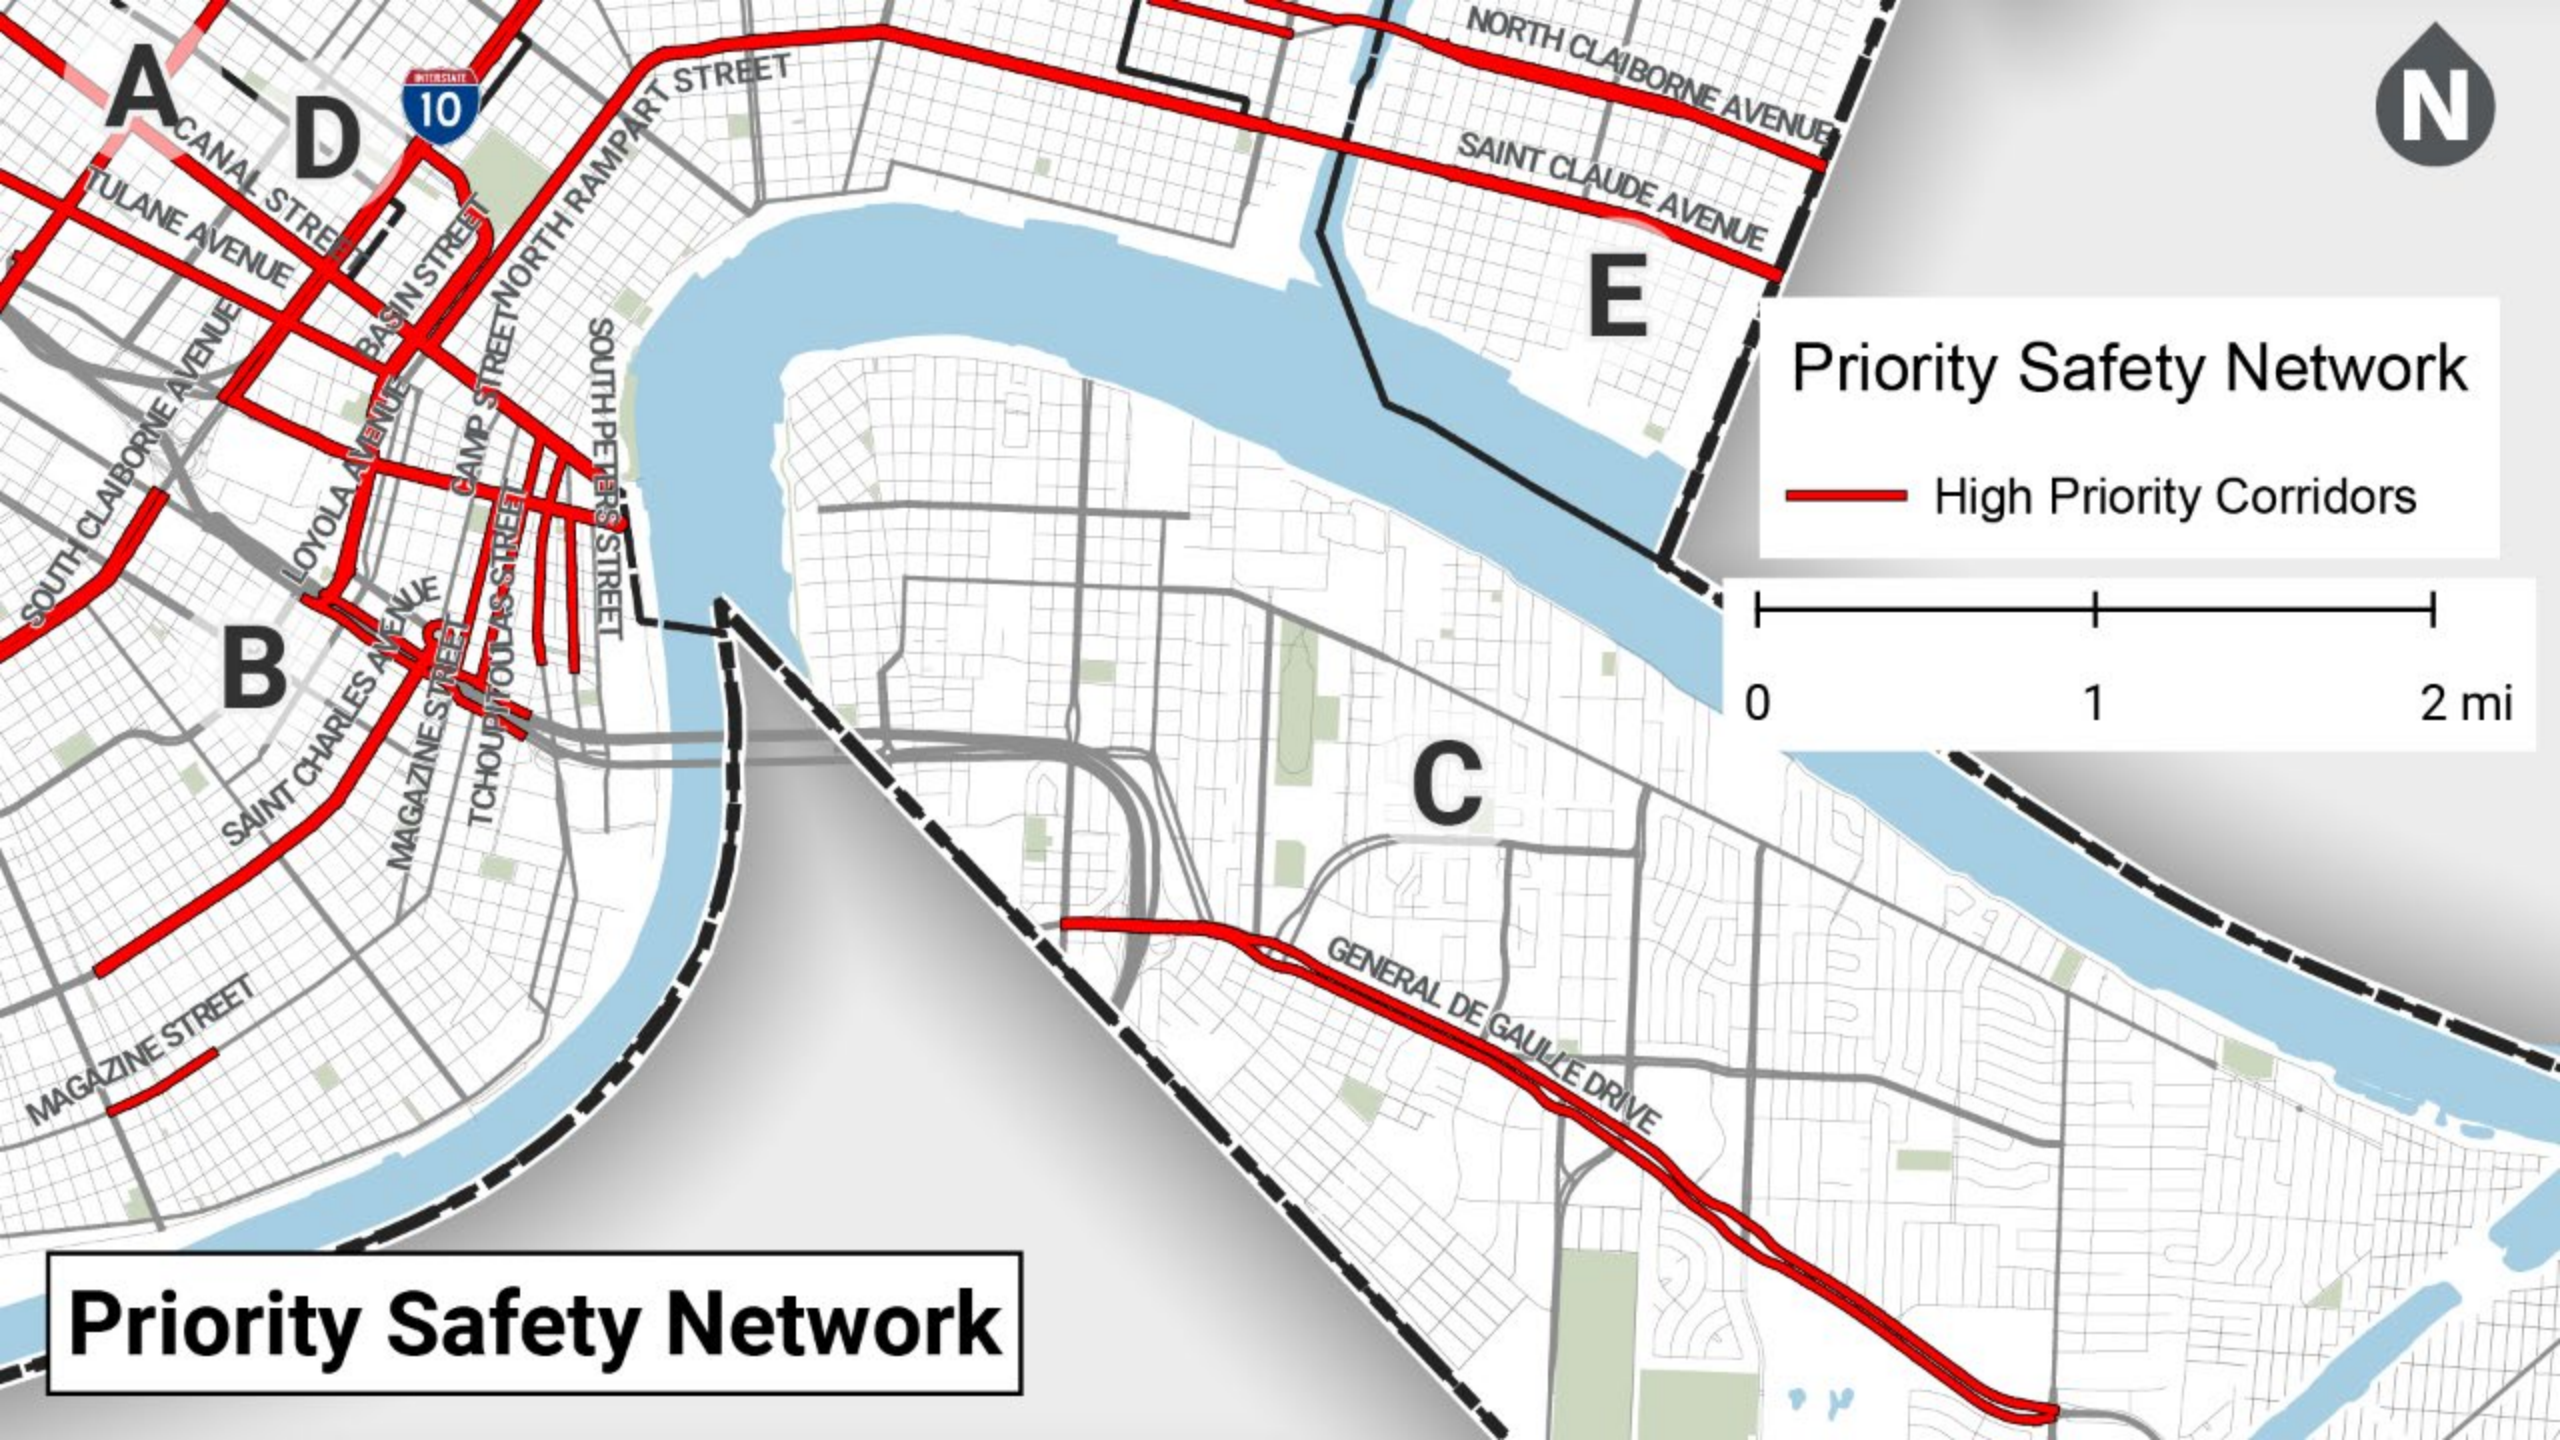 NORTH CLAIBORNE AVENUE
A
D
INTERSTATE
10
N
NORTH RAMPART STREET
CANAL STREET
SAINT CLAUDE AVENUE
TULANE AVENUE
BASIN STREET
E
Priority Safety Network
High Priority Corridors
0 1 2 mi
SOUTH CLAIBORNE AVENUE
LOYOLA AVENUE
CAMP STREET
SOUTH PETERS STREET
B
SAINT CHARLES AVENUE
MAGAZINE STREET
TCHOUPITOULAS STREET
C
GENERAL DE GAULLE DRIVE
MAGAZINE STREET
Priority Safety Network